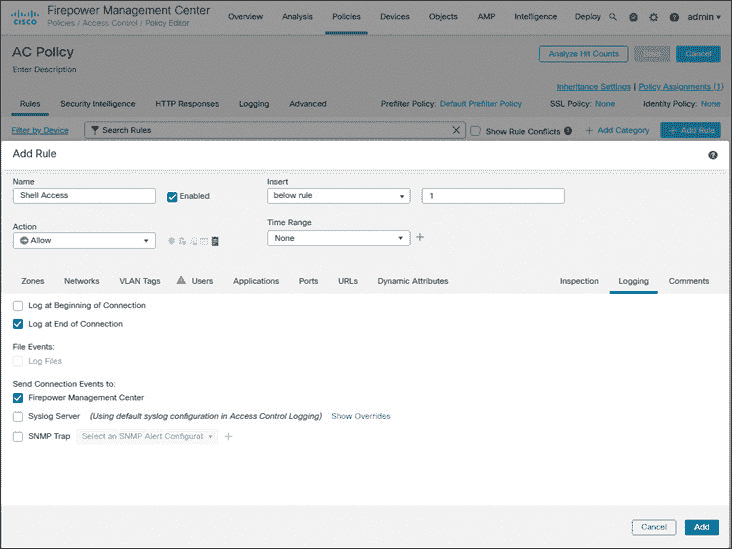 Firepower Management Center
CISCO Policies / Access Control / Policy Editor
Overview Analysis Policies Devices Objects AMP Intelligence Deploy admin
AC Policy
Enter Description
Analyze Hit Counts Save Cancel
Inheritance Settings | Policy Assignments (1)
Rules Security Intelligence HTTP Responses Logging Advanced Prefilter Policy: Default Prefilter Policy SSL Policy: None Identity Policy: None
Filter by Device Search Rules Show Rule Conflicts + Add Category + Add Rule
Add Rule
Name Insert
Shell Access Enabled below rule 1
Action Time Range
Allow None
Zones Networks VLAN Tags Users Applications Ports URLs Dynamic Attributes Inspection Logging Comments
Log at Beginning of Connection
Log at End of Connection
File Events:
Log Files
Send Connection Events to:
Firepower Management Center
Syslog Server (Using default syslog configuration in Access Control Logging) Show Overrides
SNMP Trap Select an SNMP Alert Configurat
Cancel Add